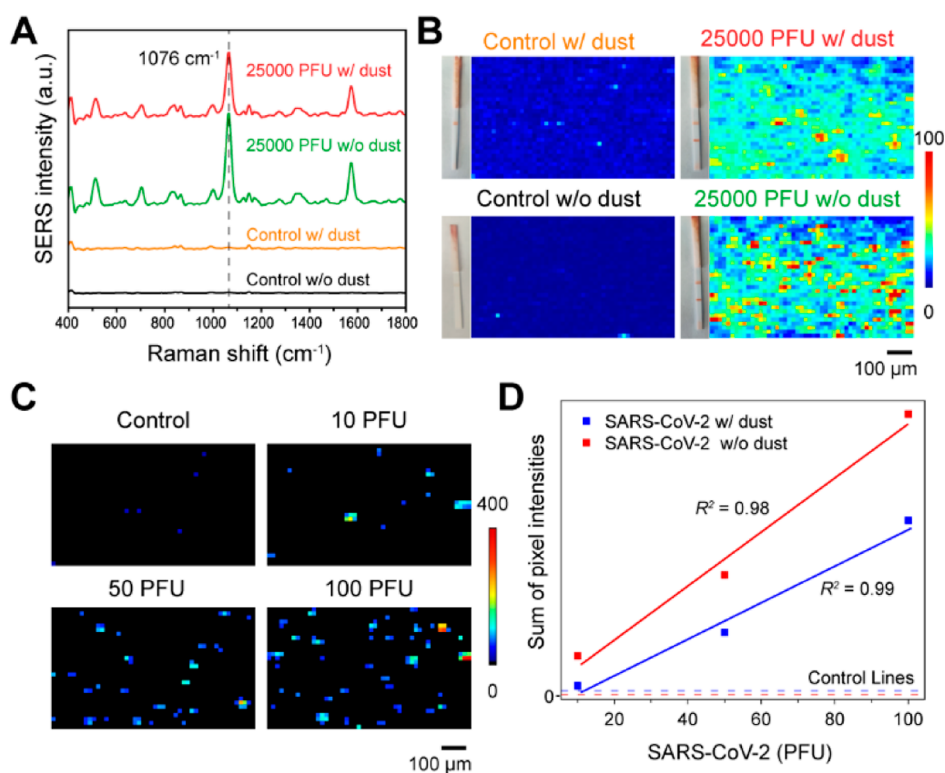 A
SERS intensity (a.u.)
1076 cm⁻¹
25000 PFU w/ dust
25000 PFU w/o dust
Control w/ dust
Control w/o dust
400 600 800 1000 1200 1400 1600 1800
Raman shift (cm⁻¹)
B
Control w/ dust
25000 PFU w/ dust
Control w/o dust
25000 PFU w/o dust
100
0
100 µm
C
Control
10 PFU
50 PFU
100 PFU
400
0
100 µm
D
Sum of pixel intensities
SARS-CoV-2 w/ dust
SARS-CoV-2 w/o dust
R² = 0.98
R² = 0.99
Control Lines
0
20 40 60 80 100
SARS-CoV-2 (PFU)